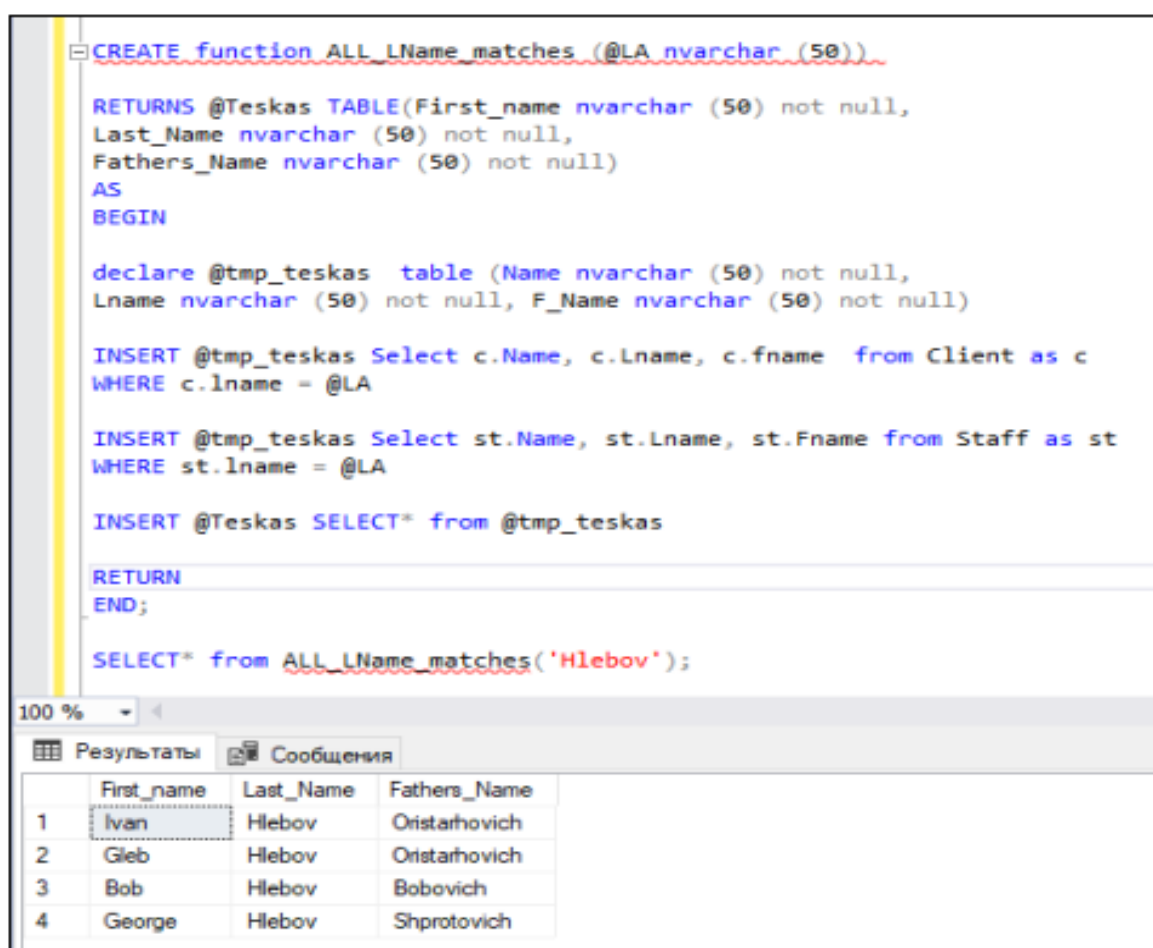 CREATE function ALL_LName_matches (@LA nvarchar (50))
RETURNS @Teskas TABLE(First_name nvarchar (50) not null,
Last_Name nvarchar (50) not null,
Fathers_Name nvarchar (50) not null)
AS
BEGIN
declare @tmp_teskas  table (Name nvarchar (50) not null,
Lname nvarchar (50) not null, F_Name nvarchar (50) not null)
INSERT @tmp_teskas Select c.Name, c.Lname, c.fname  from Client as c
WHERE c.lname = @LA
INSERT @tmp_teskas Select st.Name, st.Lname, st.Fname from Staff as st
WHERE st.lname = @LA
INSERT @Teskas SELECT* from @tmp_teskas
RETURN
END;
SELECT* from ALL_LName_matches('Hlebov');
100 %
Результаты Сообщения
First_name Last_Name Fathers_Name
1 Ivan Hlebov Oristarhovich
2 Gleb Hlebov Oristarhovich
3 Bob Hlebov Bobovich
4 George Hlebov Shprotovich